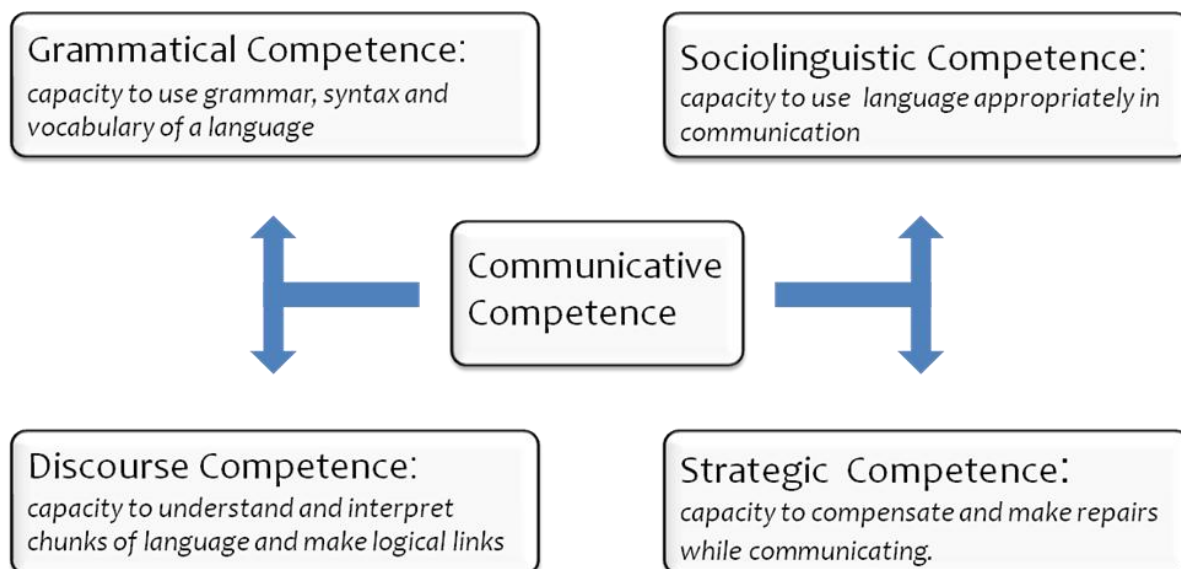 Grammatical Competence:
capacity to use grammar, syntax and
vocabulary of a language
Sociolinguistic Competence:
capacity to use language appropriately in
communication
Communicative
Competence
Discourse Competence:
capacity to understand and interpret
chunks of language and make logical links
Strategic Competence:
capacity to compensate and make repairs
while communicating.